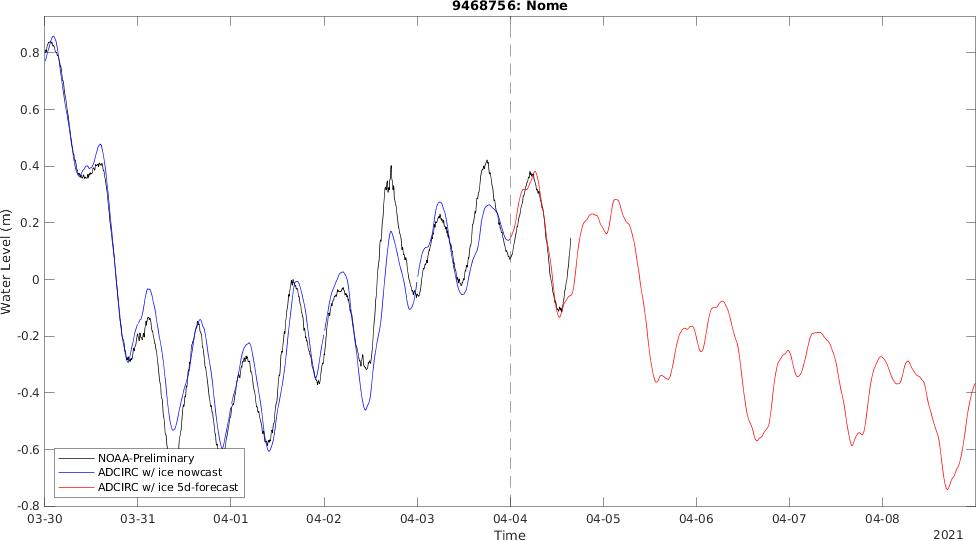 9468756: Nome
Water Level (m)
0.8
0.6
0.4
0.2
0
-0.2
-0.4
-0.6
-0.8
NOAA-Preliminary
ADCIRC w/ ice nowcast
ADCIRC w/ ice 5d-forecast
03-30 03-31 04-01 04-02 04-03 04-04 04-05 04-06 04-07 04-08
Time
2021